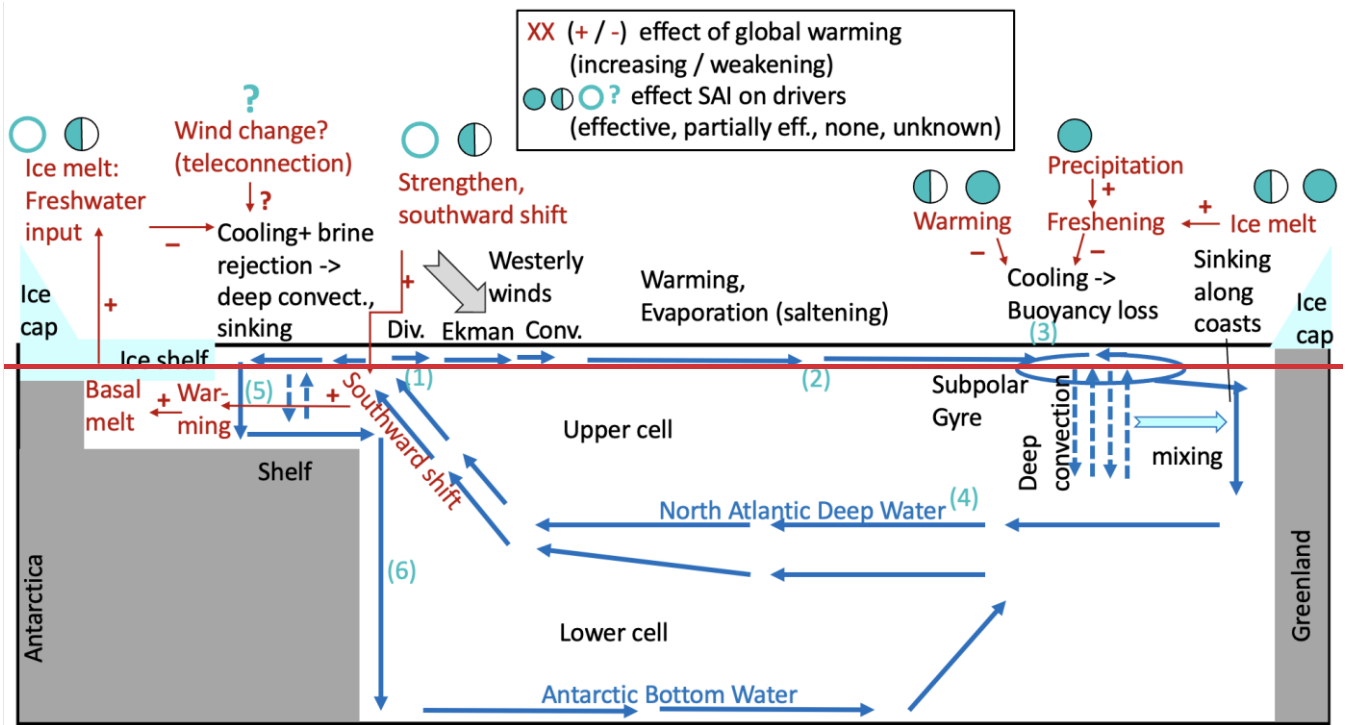 XX (+ / -) effect of global warming
(increasing / weakening)
? effect SAI on drivers
(effective, partially eff., none, unknown)
?
Wind change?
(teleconnection)
?
Ice melt:
Freshwater
input
–
+
Cooling+ brine
rejection ->
deep convect.,
sinking
Strengthen,
southward shift
+
Westerly
winds
Div. Ekman Conv.
Warming,
Evaporation (saltening)
Warming
–
Precipitation
+
Freshening
–
+
Ice melt
Cooling ->
Buoyancy loss
(3)
Sinking
along
coasts
Ice
cap
Ice
cap
Ice shelf
Basal
melt
+
War-
ming
(5)
+
Southward shift
(1)
(2)
Subpolar
Gyre
Deep
convection
mixing
Upper cell
Shelf
North Atlantic Deep Water
(4)
(6)
Lower cell
Antarctic Bottom Water
Antarctica
Greenland